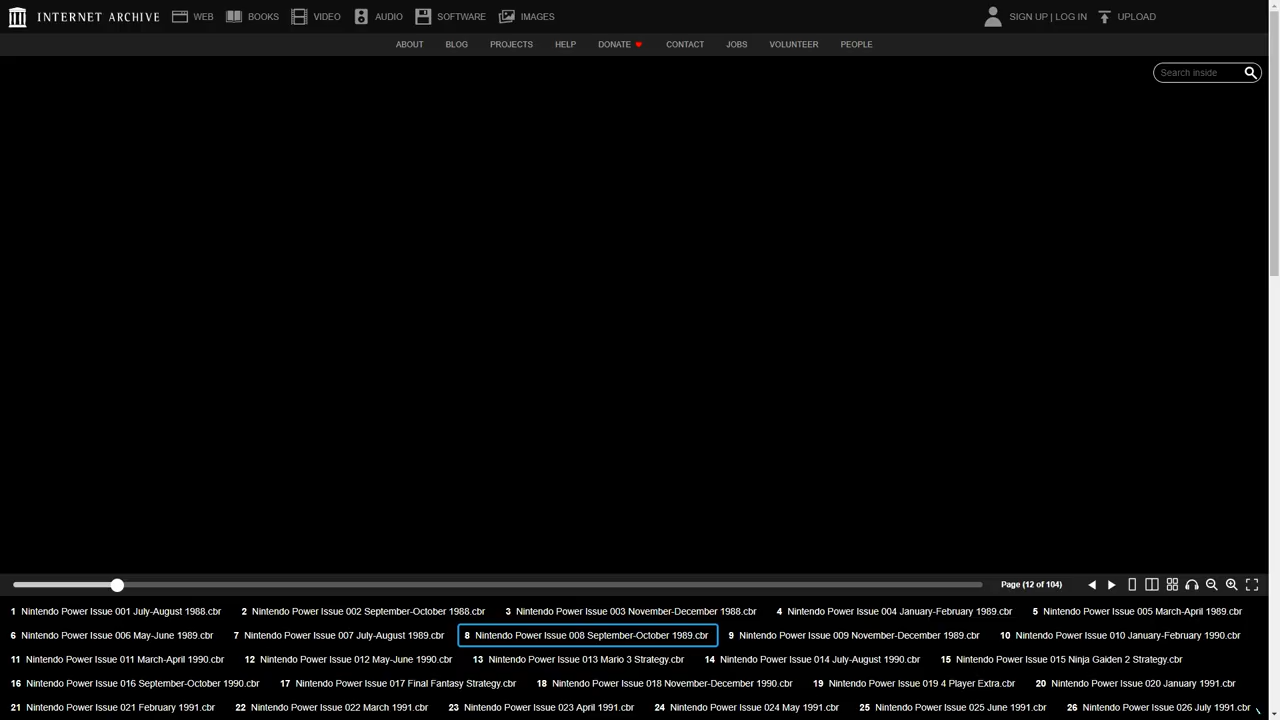 INTERNET ARCHIVE WEB BOOKS VIDEO AUDIO SOFTWARE IMAGES SIGN UP | LOG IN UPLOAD
ABOUT BLOG PROJECTS HELP DONATE CONTACT JOBS VOLUNTEER PEOPLE
Search inside
Page (12 of 104)
1 Nintendo Power Issue 001 July-August 1988.cbr 2 Nintendo Power Issue 002 September-October 1988.cbr 3 Nintendo Power Issue 003 November-December 1988.cbr 4 Nintendo Power Issue 004 January-February 1989.cbr 5 Nintendo Power Issue 005 March-April 1989.cbr
6 Nintendo Power Issue 006 May-June 1989.cbr 7 Nintendo Power Issue 007 July-August 1989.cbr 8 Nintendo Power Issue 008 September-October 1989.cbr 9 Nintendo Power Issue 009 November-December 1989.cbr 10 Nintendo Power Issue 010 January-February 1990.cbr
11 Nintendo Power Issue 011 March-April 1990.cbr 12 Nintendo Power Issue 012 May-June 1990.cbr 13 Nintendo Power Issue 013 Mario 3 Strategy.cbr 14 Nintendo Power Issue 014 July-August 1990.cbr 15 Nintendo Power Issue 015 Ninja Gaiden 2 Strategy.cbr
16 Nintendo Power Issue 016 September-October 1990.cbr 17 Nintendo Power Issue 017 Final Fantasy Strategy.cbr 18 Nintendo Power Issue 018 November-December 1990.cbr 19 Nintendo Power Issue 019 4 Player Extra.cbr 20 Nintendo Power Issue 020 January 1991.cbr
21 Nintendo Power Issue 021 February 1991.cbr 22 Nintendo Power Issue 022 March 1991.cbr 23 Nintendo Power Issue 023 April 1991.cbr 24 Nintendo Power Issue 024 May 1991.cbr 25 Nintendo Power Issue 025 June 1991.cbr 26 Nintendo Power Issue 026 July 1991.cbr